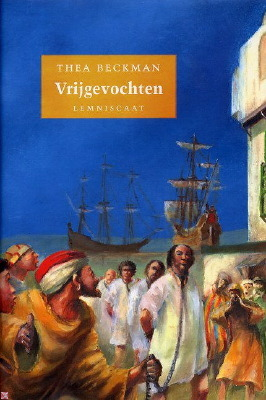 THEA BECKMAN
Vrijgevochten
LEMNISCAAT